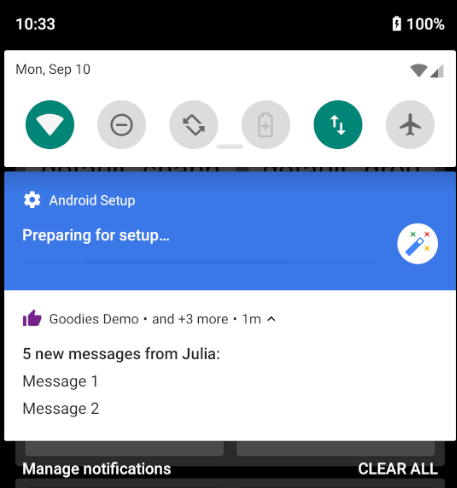 10:33 100%
Mon, Sep 10
Android Setup
Preparing for setup…
Goodies Demo • and +3 more • 1m
5 new messages from Julia:
Message 1
Message 2
Manage notifications CLEAR ALL